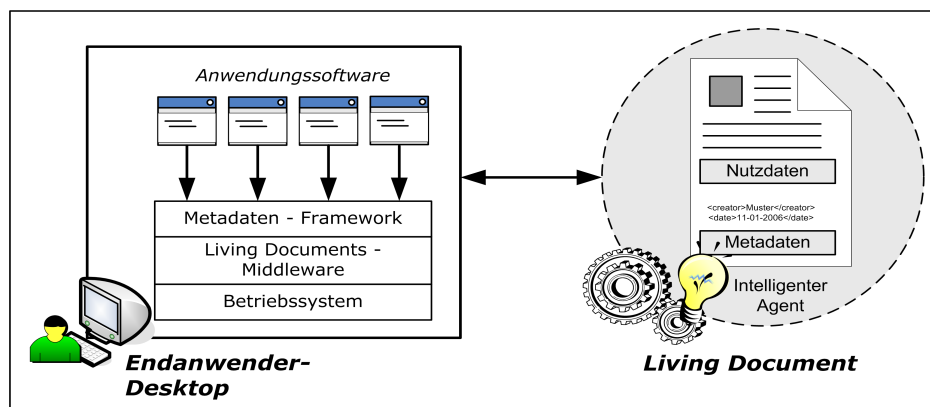 Anwendungssoftware
Metadaten - Framework
Living Documents -
Middleware
Betriebssystem
Endanwender-
Desktop
Nutzdaten
<creator>Muster</creator>
<date>11-01-2006</date>
Metadaten
Intelligenter
Agent
Living Document